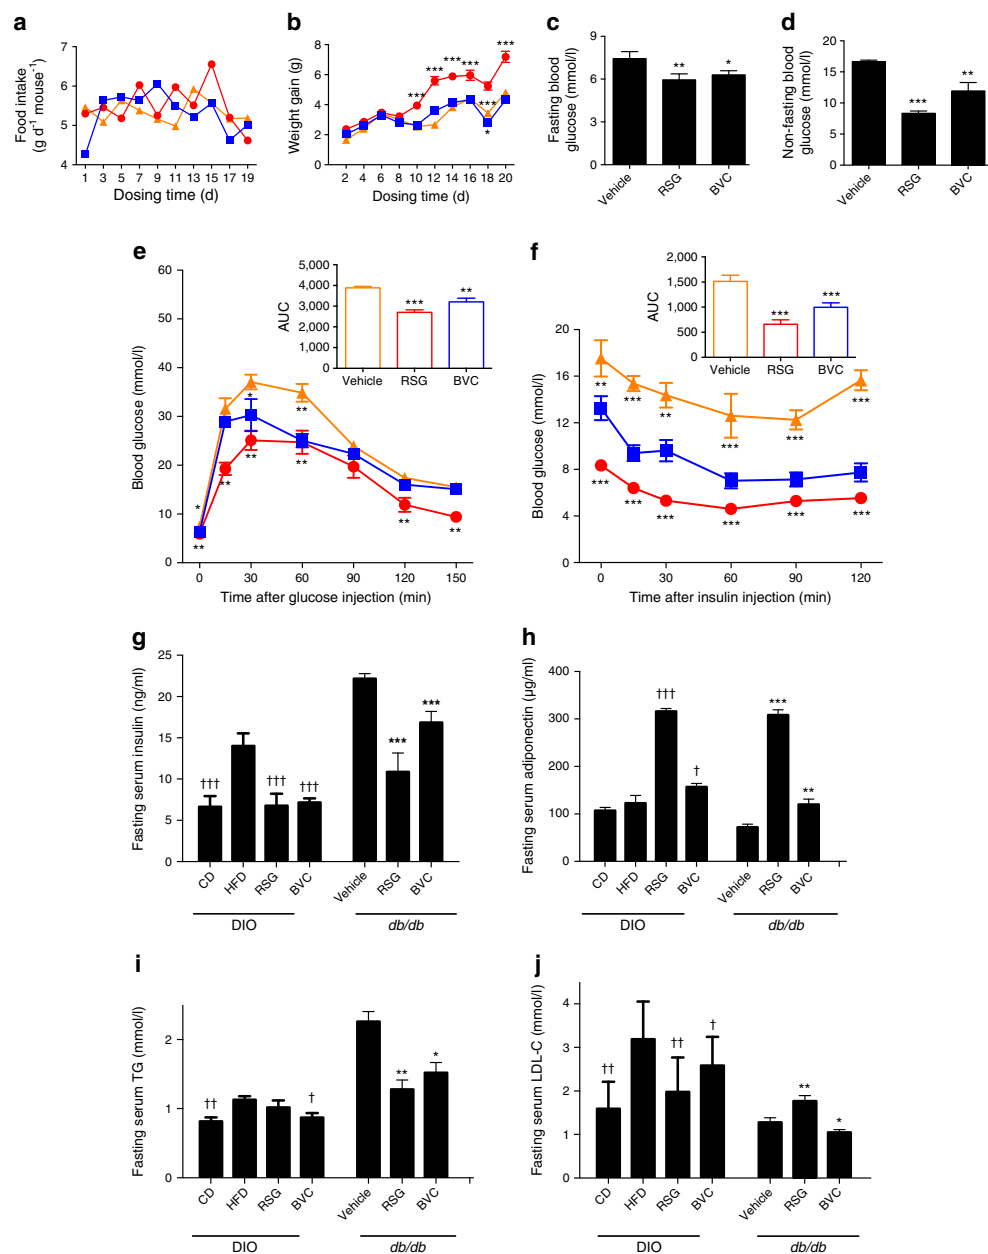 a
Food intake
(g d⁻¹ mouse⁻¹)
7
6
5
4
1 3 5 7 9 11 13 15 17 19
Dosing time (d)
b
Weight gain (g)
8
6
4
2
0
*** *** *** *** *** *** *
2 4 6 8 10 12 14 16 18 20
Dosing time (d)
c
Fasting blood
glucose (mmol/l)
9
6
3
0
** *
Vehicle RSG BVC
d
Non-fasting blood
glucose (mmol/l)
20
15
10
5
0
*** **
Vehicle RSG BVC
e
Blood glucose (mmol/l)
60
50
40
30
20
10
0
* ** ** * ** ** ** ** **
0 30 60 90 120 150
Time after glucose injection (min)
AUC
5,000
4,000
3,000
2,000
1,000
0
*** **
Vehicle RSG BVC
f
Blood glucose (mmol/l)
20
16
12
8
4
0
** *** ** *** *** ***
*** *** *** *** *** ***
0 30 60 90 120
Time after insulin injection (min)
AUC
2,000
1,500
1,000
500
0
*** ***
Vehicle RSG BVC
g
Fasting serum insulin (ng/ml)
25
20
15
10
5
0
††† ††† ††† *** ***
CD HFD RSG BVC Vehicle RSG BVC
DIO db/db
h
Fasting serum adiponectin (µg/ml)
400
300
200
100
0
††† † *** **
CD HFD RSG BVC Vehicle RSG BVC
DIO db/db
i
Fasting serum TG (mmol/l)
2
1
0
†† † ** *
CD HFD RSG BVC Vehicle RSG BVC
DIO db/db
j
Fasting serum LDL-C (mmol/l)
4
3
2
1
0
†† †† † ** *
CD HFD RSG BVC Vehicle RSG BVC
DIO db/db